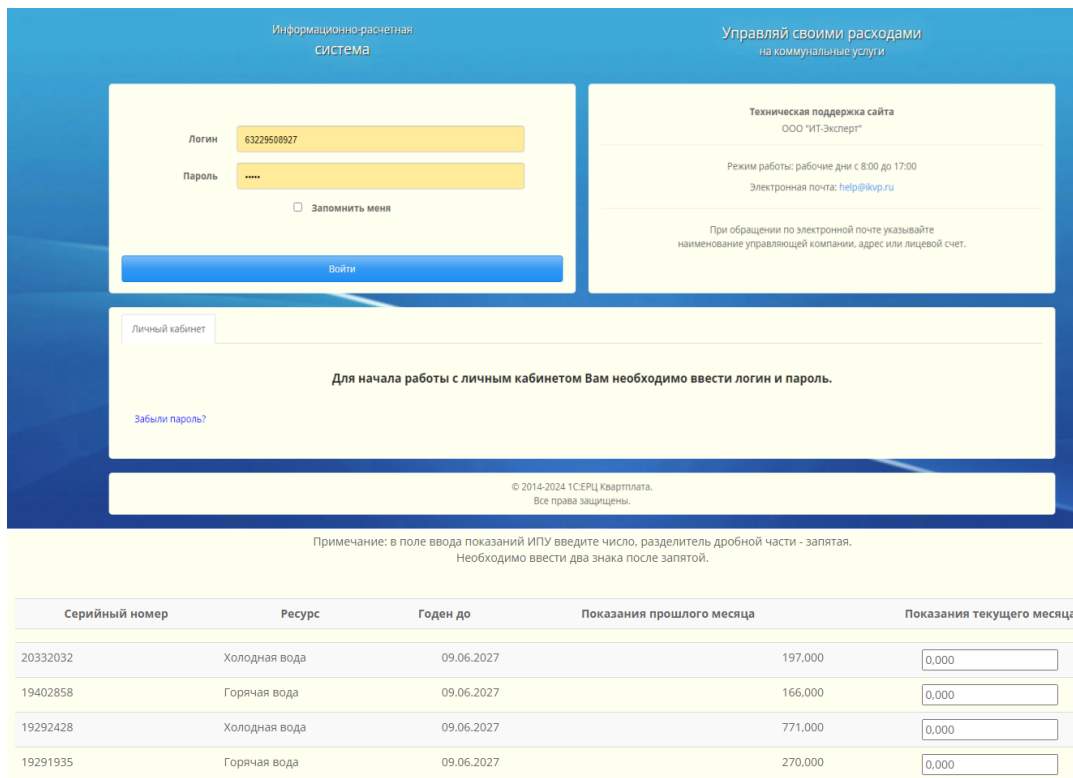 Информационно-расчетная
система
Управляй своими расходами
на коммунальные услуги
Логин
63229508927
Пароль
•••••
Запомнить меня
Войти
Техническая поддержка сайта
ООО "ИТ-Эксперт"
Режим работы: рабочие дни с 8:00 до 17:00
Электронная почта: help@ikvp.ru
При обращении по электронной почте указывайте
наименование управляющей компании, адрес или лицевой счет.
Личный кабинет
Для начала работы с личным кабинетом Вам необходимо ввести логин и пароль.
Забыли пароль?
© 2014-2024 1С:ЕРЦ Квартплата.
Все права защищены.
Примечание: в поле ввода показаний ИПУ введите число, разделитель дробной части - запятая.
Необходимо ввести два знака после запятой.
Серийный номер Ресурс Годен до Показания прошлого месяца Показания текущего месяца
20332032 Холодная вода 09.06.2027 197,000 0,000
19402858 Горячая вода 09.06.2027 166,000 0,000
19292428 Холодная вода 09.06.2027 771,000 0,000
19291935 Горячая вода 09.06.2027 270,000 0,000